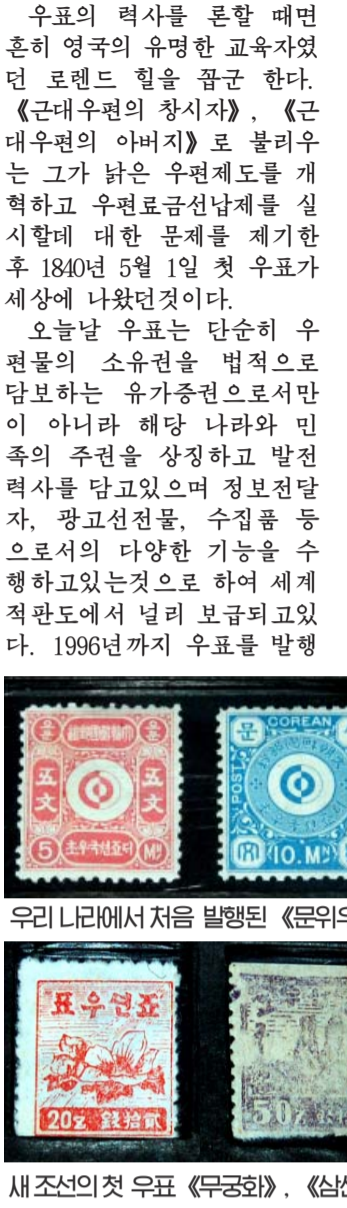 우표의 력사를 론할 때면
흔히 영국의 유명한 교육자였
던 로렌드 힐을 꼽군 한다.
《근대우편의 창시자》, 《근
대우편의 아버지》로 불리우
는 그가 낡은 우편제도를 개
혁하고 우편료금선납제를 실
시할데 대한 문제를 제기한
후 1840년 5월 1일 첫 우표가
세상에 나왔던것이다.
오늘날 우표는 단순히 우
편물의 소유권을 법적으로
담보하는 유가증권으로서만
이 아니라 해당 나라와 민
족의 주권을 상징하고 발전
력사를 담고있으며 정보전달
자, 광고선전물, 수집품 등
으로서의 다양한 기능을 수
행하고있는것으로 하여 세계
적판도에서 널리 보급되고있
다. 1996년까지 우표를 발행
五文
五文
5
초우국선죠대
Mn
문
COREAN
POST
10. Mn
우리 나라에서 처음 발행된 《문위우
표우선죠
20
錢拾貳
50
새 조선의 첫 우표 《무궁화》, 《삼